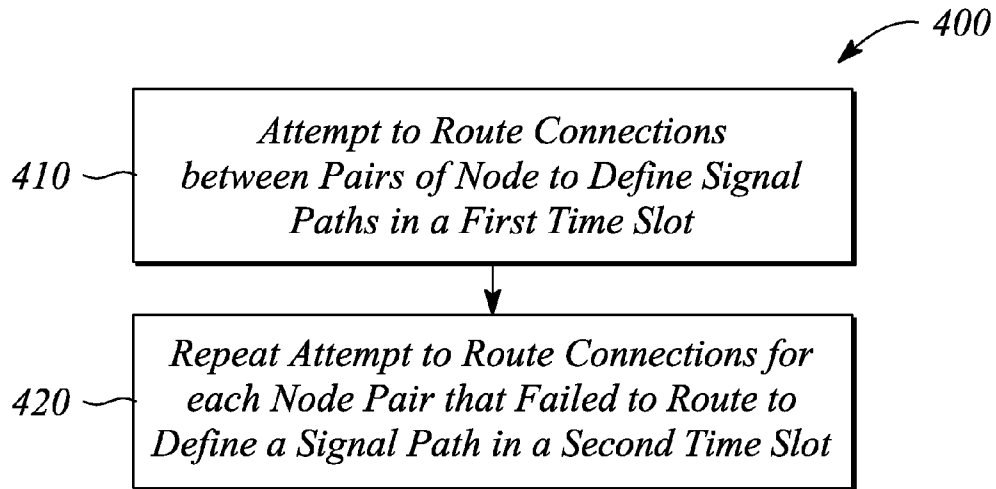 400
410
Attempt to Route Connections
between Pairs of Node to Define Signal
Paths in a First Time Slot
420
Repeat Attempt to Route Connections for
each Node Pair that Failed to Route to
Define a Signal Path in a Second Time Slot